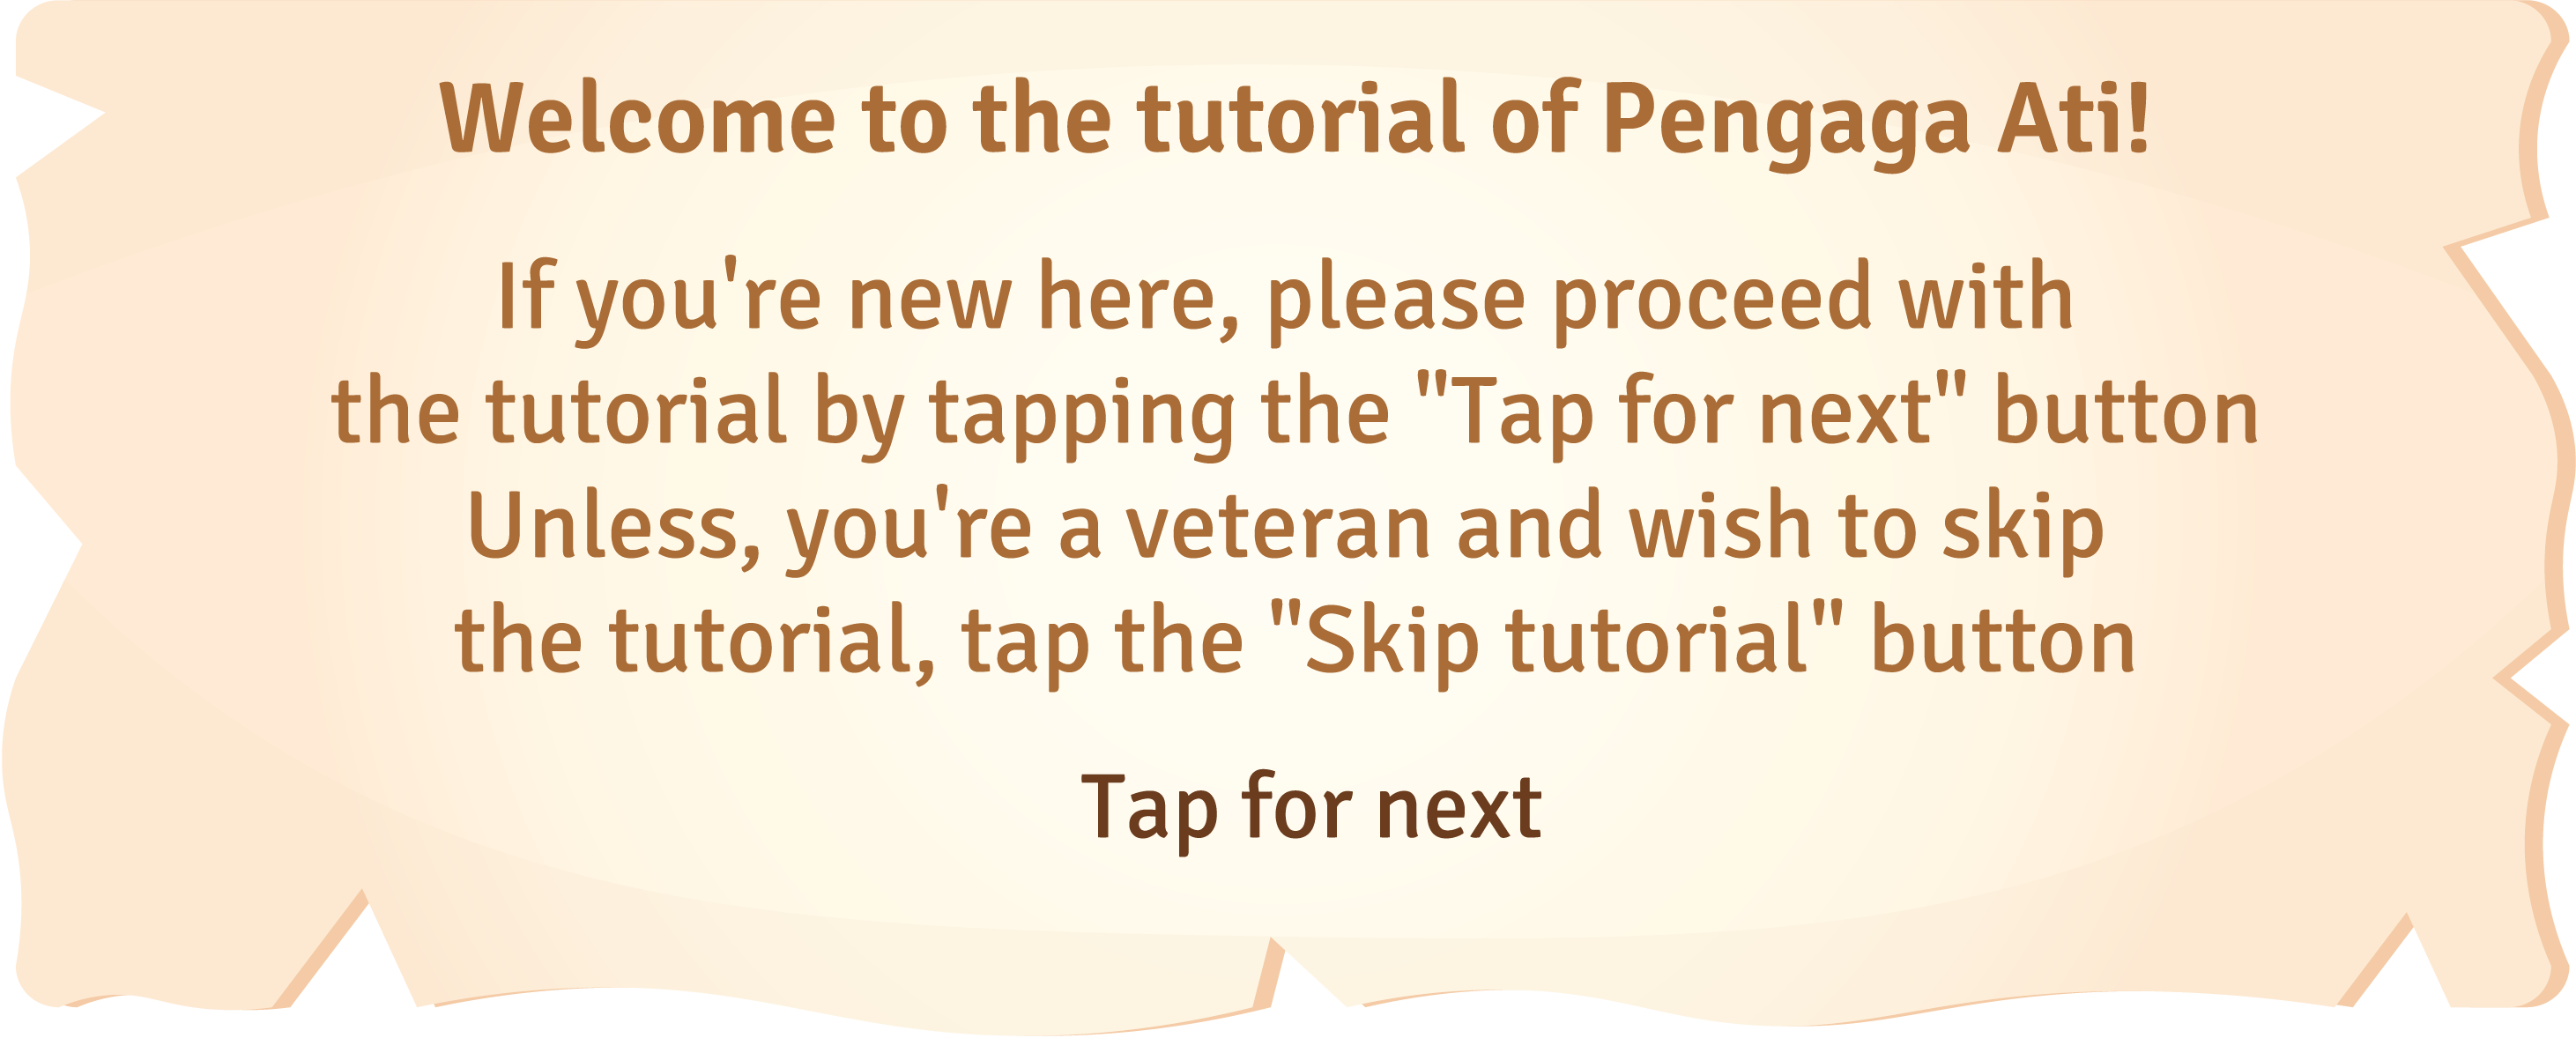 Welcome to the tutorial of Pengaga Ati!
If you're new here, please proceed with
the tutorial by tapping the "Tap for next" button
Unless, you're a veteran and wish to skip
the tutorial, tap the "Skip tutorial" button
Tap for next